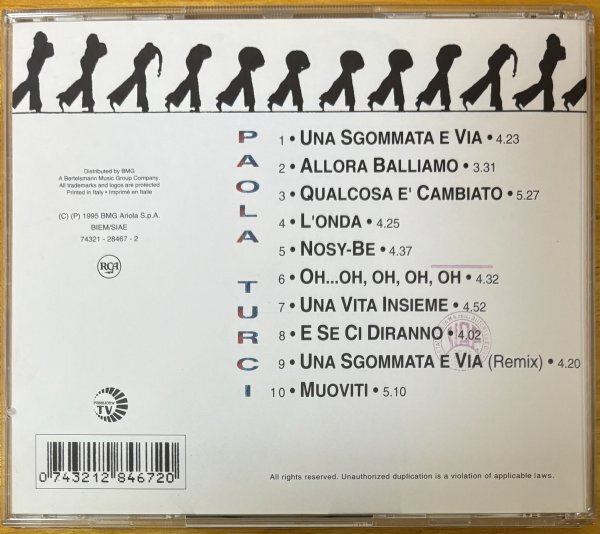 PAOLA TURCI
1 • UNA SGOMMATA E VIA • 4.23
2 • ALLORA BALLIAMO • 3.31
3 • QUALCOSA E' CAMBIATO • 5.27
4 • L'ONDA • 4.25
5 • NOSY-BE • 4.37
6 • OH...OH, OH, OH, OH • 4.32
7 • UNA VITA INSIEME • 4.52
8 • E SE CI DIRANNO • 4.02
9 • UNA SGOMMATA E VIA (Remix) • 4.20
10 • MUOVITI • 5.10
Distributed by BMG
A Bertelsmann Music Group Company.
All trademarks and logos are protected
Printed in Italy • Imprimé en Italie
(C) (P) 1995 BMG Ariola S.p.A.
BIEM/SIAE
74321 - 28467 - 2
RCA
TV
0 743212 846720
All rights reserved. Unauthorized duplication is a violation of applicable laws.